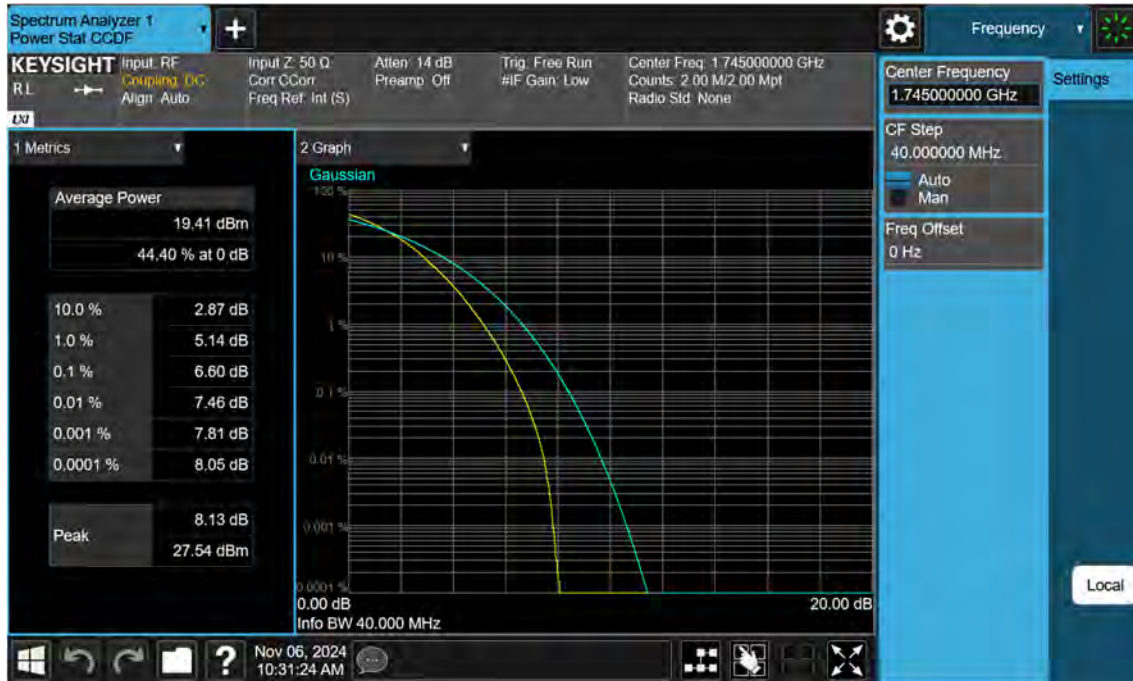 Spectrum Analyzer 1
Power Stat CCDF
Frequency
KEYSIGHT
Input: RF
Input Z: 50 Ω
Atten: 14 dB
Trig: Free Run
Center Freq: 1.745000000 GHz
RL
Coupling: DC
Corr CCorr
Preamp: Off
#IF Gain: Low
Counts: 2.00 M/2.00 Mpt
Align: Auto
Freq Ref: Int (S)
Radio Std: None
LXI
Center Frequency
1.745000000 GHz
Settings
CF Step
40.000000 MHz
Auto
Man
Freq Offset
0 Hz
1 Metrics
Average Power
19.41 dBm
44.40 % at 0 dB
10.0 % 2.87 dB
1.0 % 5.14 dB
0.1 % 6.60 dB
0.01 % 7.46 dB
0.001 % 7.81 dB
0.0001 % 8.05 dB
Peak
8.13 dB
27.54 dBm
2 Graph
Gaussian
100 %
10 %
1 %
0.1 %
0.01 %
0.001 %
0.0001 %
0.00 dB
20.00 dB
Info BW 40.000 MHz
Local
?
Nov 06, 2024
10:31:24 AM